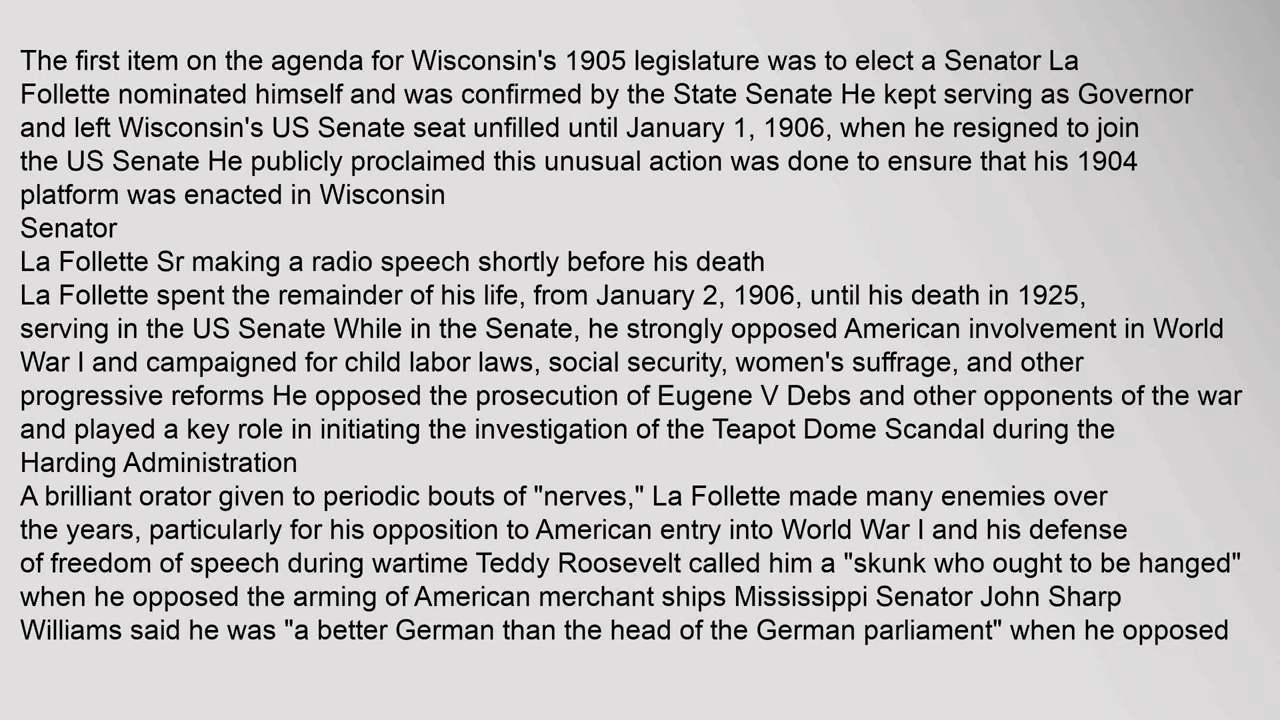 The first item on the agenda for Wisconsin's 1905 legislature was to elect a Senator La
Follette nominated himself and was confirmed by the State Senate He kept serving as Governor
and left Wisconsin's US Senate seat unfilled until January 1, 1906, when he resigned to join
the US Senate He publicly proclaimed this unusual action was done to ensure that his 1904
platform was enacted in Wisconsin
Senator
La Follette Sr making a radio speech shortly before his death
La Follette spent the remainder of his life, from January 2, 1906, until his death in 1925,
serving in the US Senate While in the Senate, he strongly opposed American involvement in World
War I and campaigned for child labor laws, social security, women's suffrage, and other
progressive reforms He opposed the prosecution of Eugene V Debs and other opponents of the war
and played a key role in initiating the investigation of the Teapot Dome Scandal during the
Harding Administration
A brilliant orator given to periodic bouts of "nerves," La Follette made many enemies over
the years, particularly for his opposition to American entry into World War I and his defense
of freedom of speech during wartime Teddy Roosevelt called him a "skunk who ought to be hanged"
when he opposed the arming of American merchant ships Mississippi Senator John Sharp
Williams said he was "a better German than the head of the German parliament" when he opposed